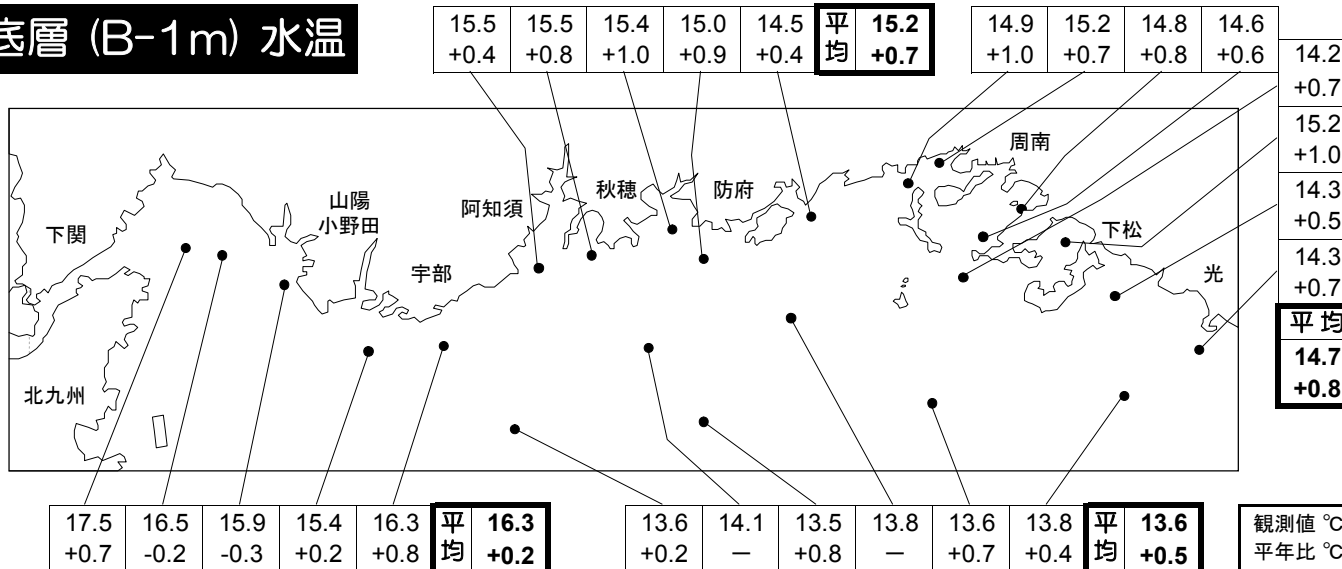 底層 (B-1m) 水温
15.5 15.5 15.4 15.0 14.5 平均 15.2
+0.4 +0.8 +1.0 +0.9 +0.4 +0.7
14.9 15.2 14.8 14.6
+1.0 +0.7 +0.8 +0.6
14.2
+0.7
15.2
+1.0
14.3
+0.5
14.3
+0.7
平均
14.7
+0.8
周南
山陽
小野田
阿知須
秋穂
防府
下関
下松
宇部
光
北九州
17.5 16.5 15.9 15.4 16.3 平均 16.3
+0.7 -0.2 -0.3 +0.2 +0.8 +0.2
13.6 14.1 13.5 13.8 13.6 13.8 平均 13.6
+0.2 － +0.8 － +0.7 +0.4 +0.5
観測値 ℃
平年比 ℃